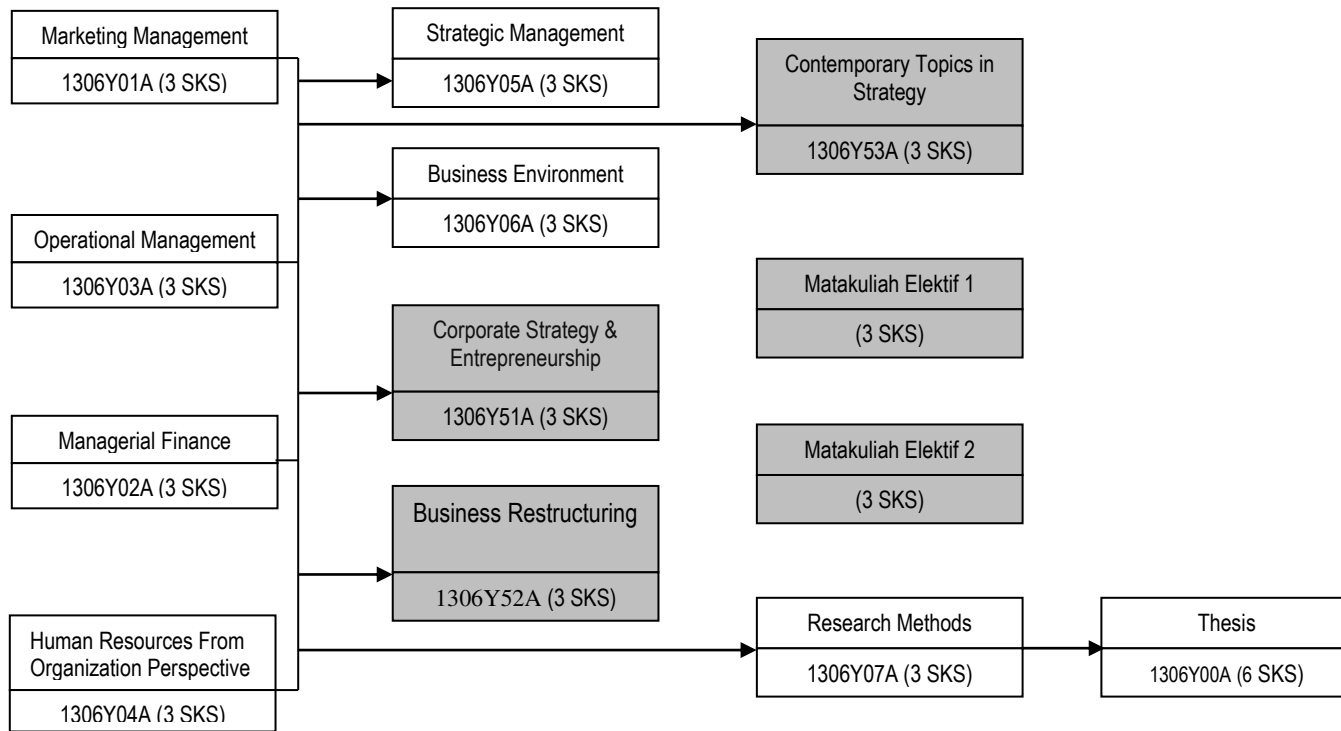 Marketing Management
1306Y01A (3 SKS)
Operational Management
1306Y03A (3 SKS)
Managerial Finance
1306Y02A (3 SKS)
Human Resources From
Organization Perspective
1306Y04A (3 SKS)
Strategic Management
1306Y05A (3 SKS)
Business Environment
1306Y06A (3 SKS)
Corporate Strategy &
Entrepreneurship
1306Y51A (3 SKS)
Business Restructuring
1306Y52A (3 SKS)
Contemporary Topics in
Strategy
1306Y53A (3 SKS)
Matakuliah Elektif 1
(3 SKS)
Matakuliah Elektif 2
(3 SKS)
Research Methods
1306Y07A (3 SKS)
Thesis
1306Y00A (6 SKS)